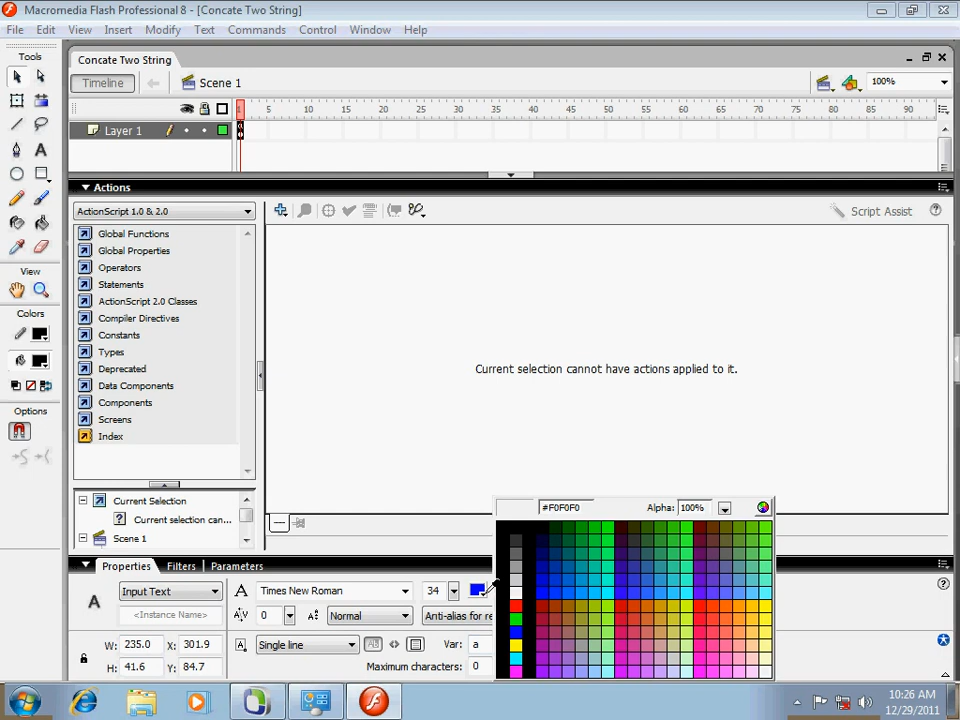 Macromedia Flash Professional 8 - [Concate Two String]
File Edit View Insert Modify Text Commands Control Window Help
Tools
Concate Two String
Timeline Scene 1 100%
1 5 10 15 20 25 30 35 40 45 50 55 60 65 70 75 80 85 90
Layer 1
Actions
ActionScript 1.0 & 2.0 Script Assist
Global Functions
Global Properties
Operators
Statements
ActionScript 2.0 Classes
Compiler Directives
Constants
Types
Deprecated
Data Components
Components
Screens
Index
View
Colors
Options
Current selection cannot have actions applied to it.
Current Selection
Current selection can...
Scene 1
#F0F0F0 Alpha: 100%
Properties Filters Parameters
Input Text A Times New Roman 34
<Instance Name> 0 Normal Anti-alias for re
W: 235.0 X: 301.9 Single line Var: a
H: 41.6 Y: 84.7 Maximum characters: 0
10:26 AM
12/29/2011